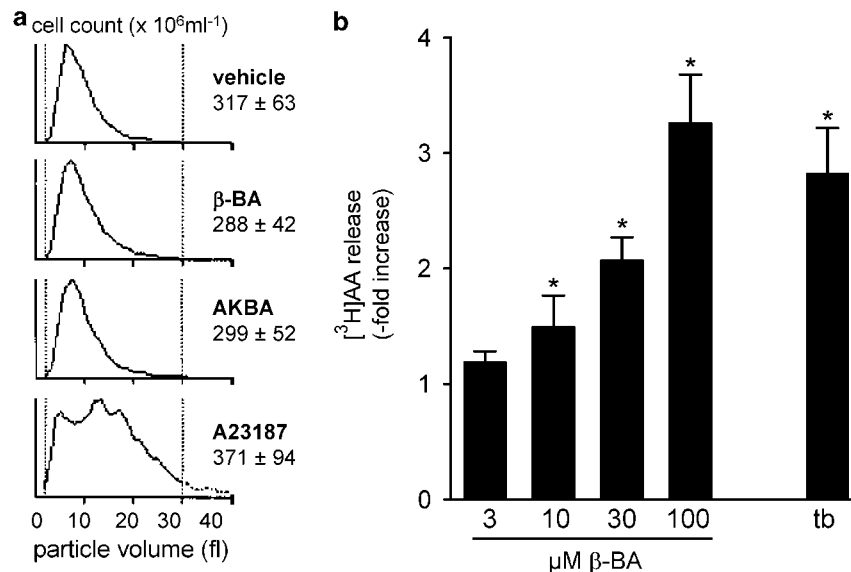 a
cell count (x 10⁶ml⁻¹)
vehicle
317 ± 63
β-BA
288 ± 42
AKBA
299 ± 52
A23187
371 ± 94
0 10 20 30 40
particle volume (fl)
b
[³H]AA release
(-fold increase)
4
3
2
1
0
*
*
*
*
3 10 30 100 tb
µM β-BA